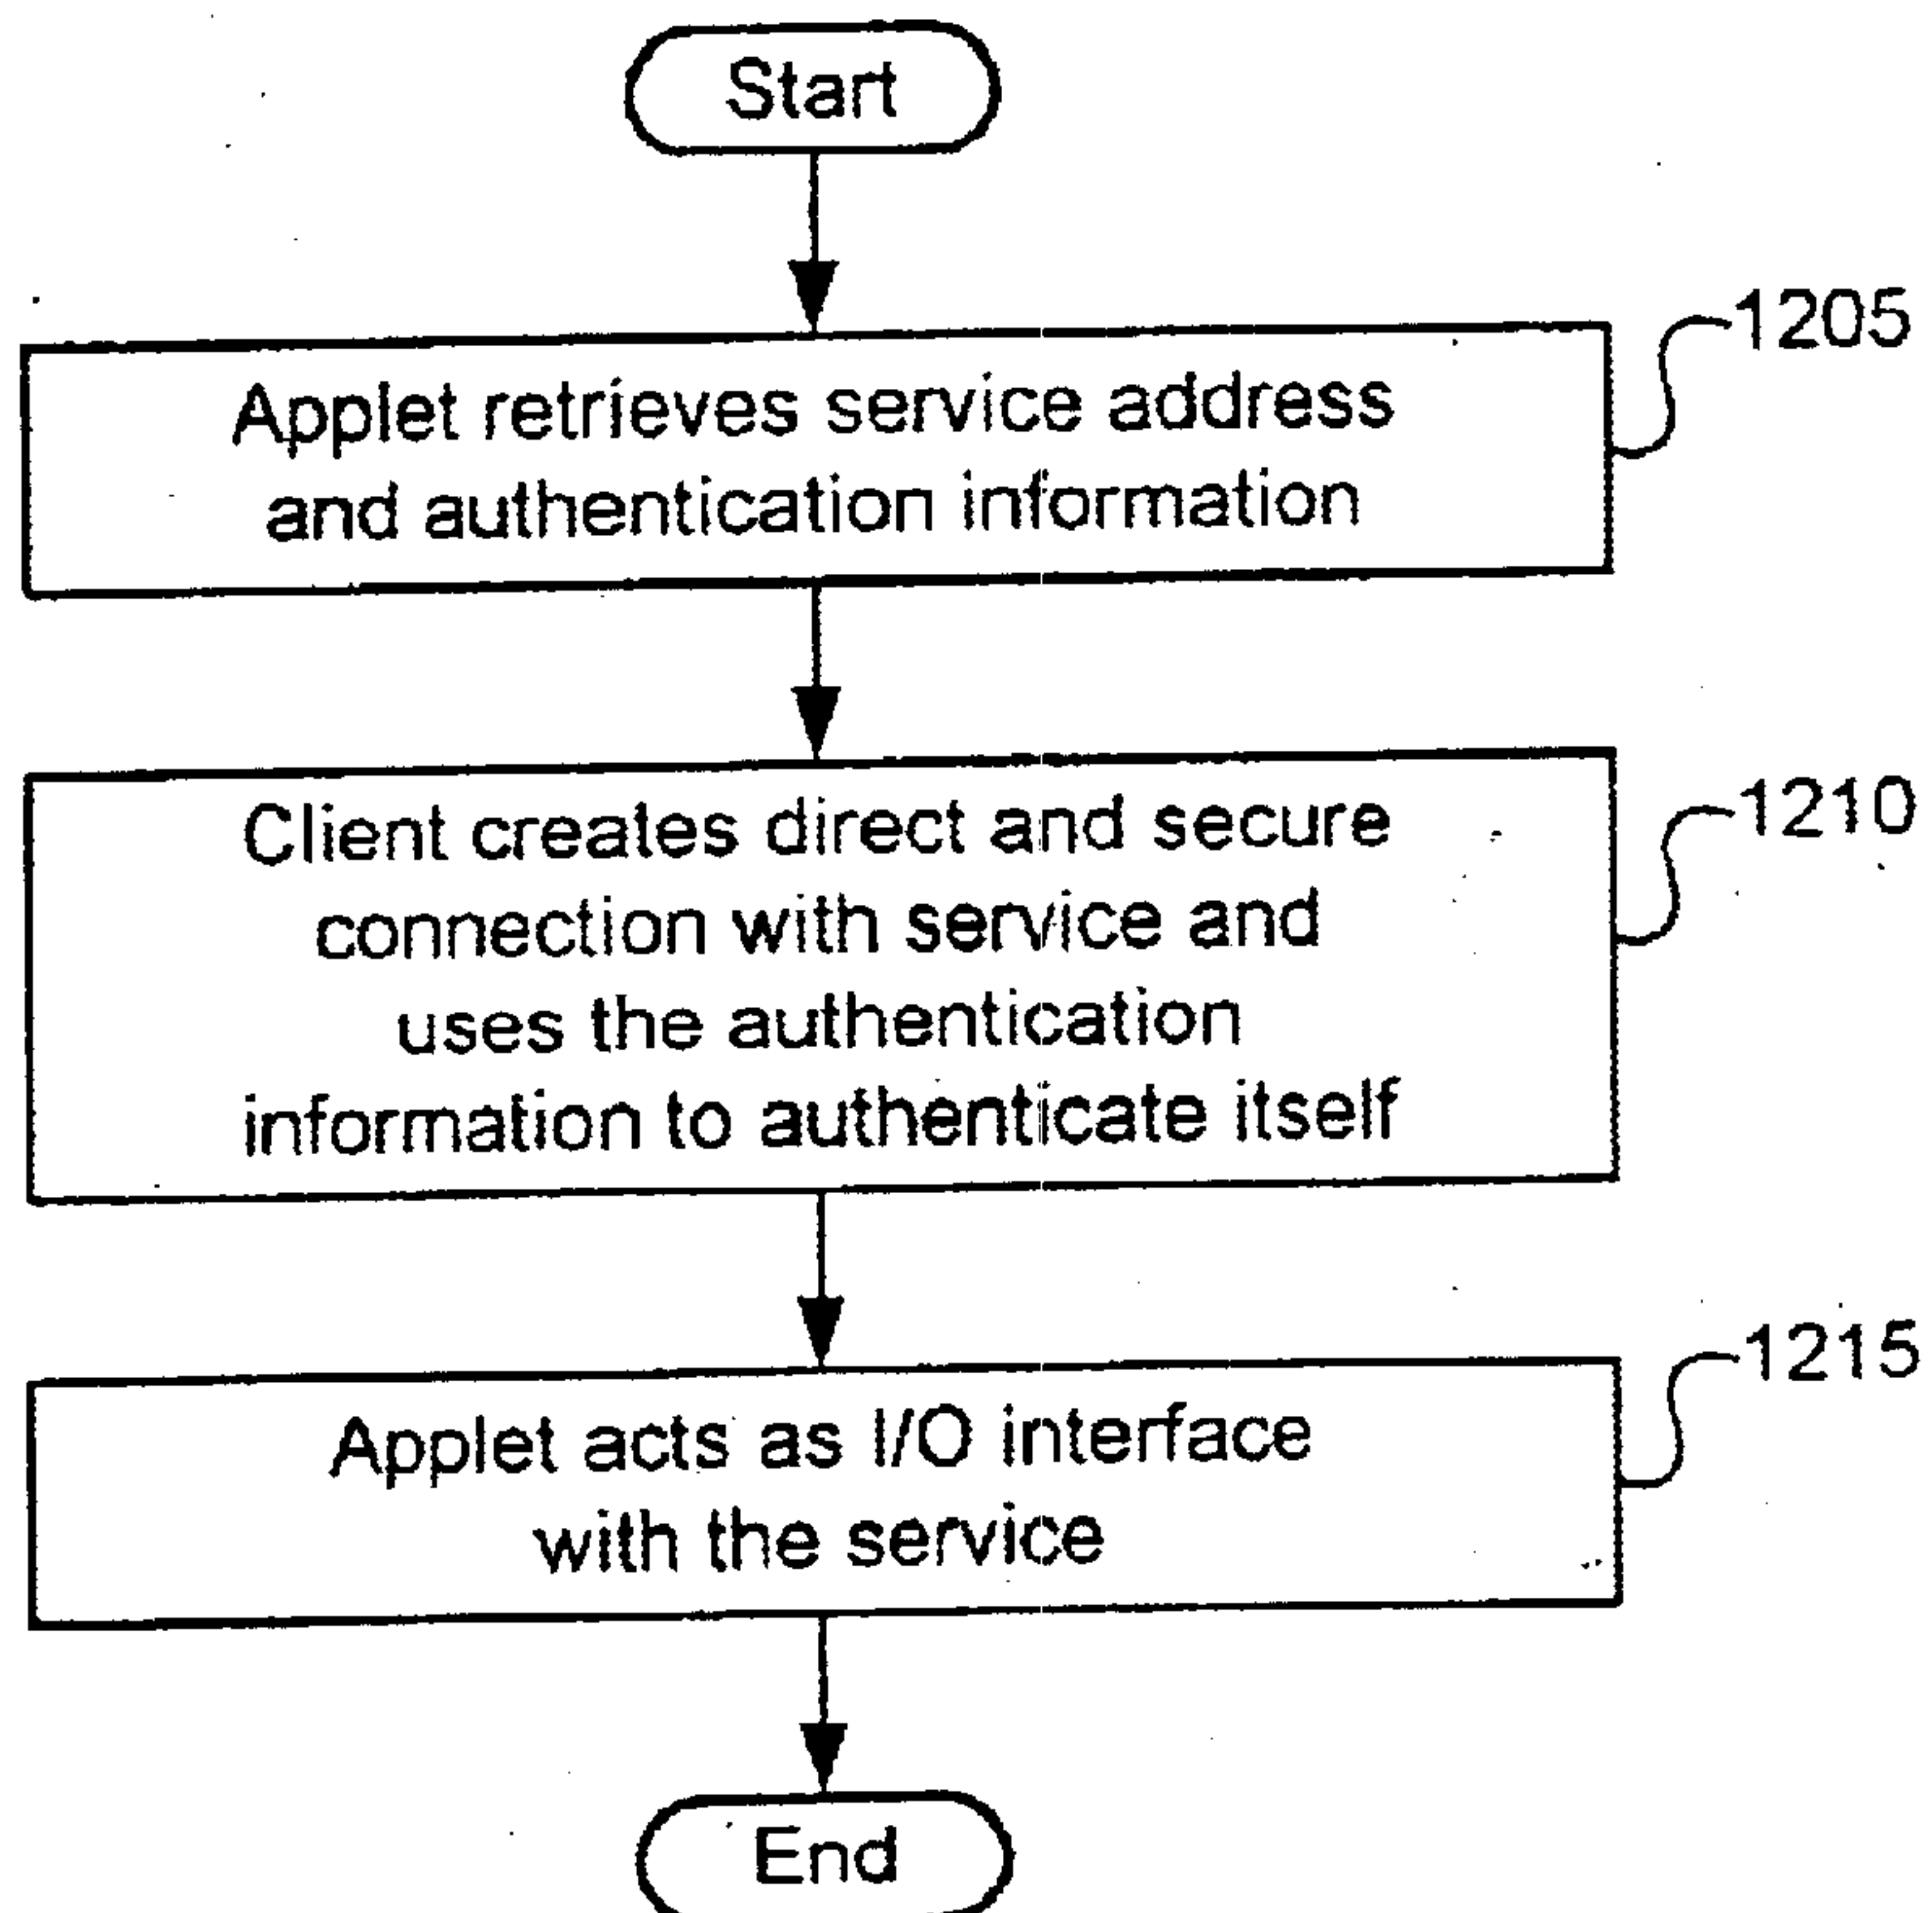 Start
1205
Applet retrieves service address
and authentication information
1210
Client creates direct and secure
connection with service and
uses the authentication
information to authenticate itself
1215
Applet acts as I/O interface
with the service
End